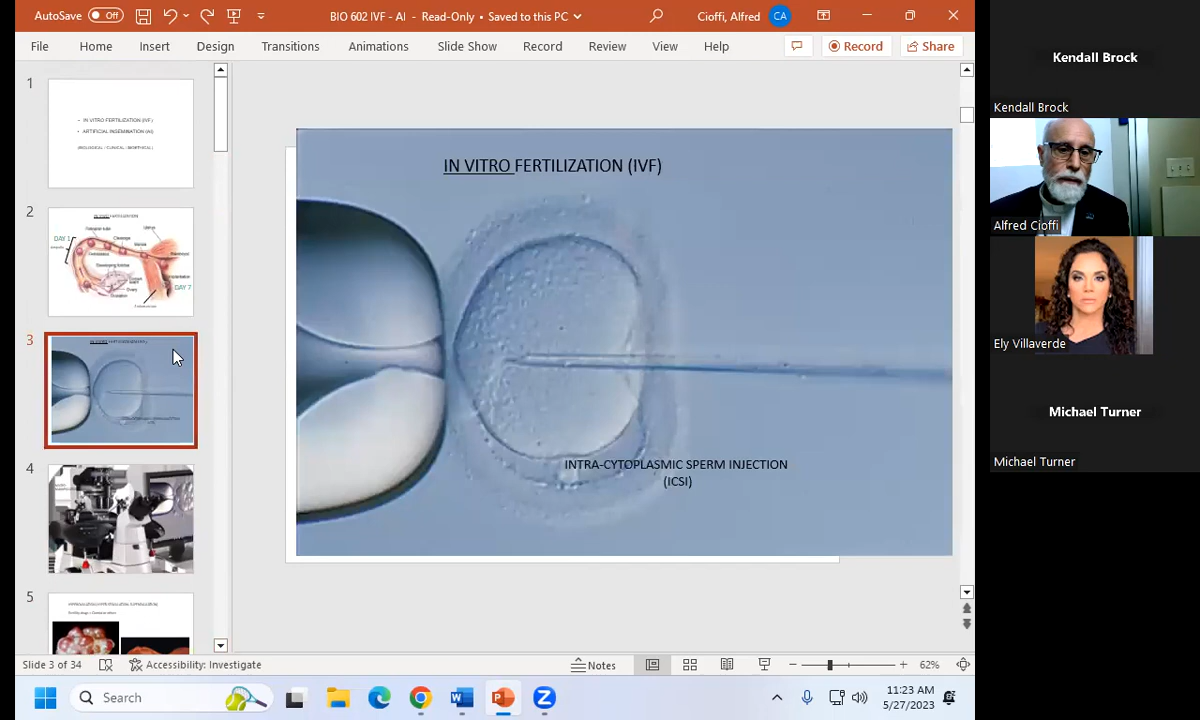 AutoSave Off
BIO 602 IVF - AI - Read-Only • Saved to this PC
Cioffi, Alfred
CA
File Home Insert Design Transitions Animations Slide Show Record Review View Help
Record
Share
1
• IN VITRO FERTILIZATION (IVF)
• ARTIFICIAL INSEMINATION (AI)
(BIOLOGICAL / CLINICAL / BIOETHICAL)
2
DAY 1
DAY 7
3
4
5
IN VITRO FERTILIZATION (IVF)
INTRA-CYTOPLASMIC SPERM INJECTION
(ICSI)
Kendall Brock
Kendall Brock
Alfred Cioffi
Ely Villaverde
Michael Turner
Michael Turner
Slide 3 of 34
Accessibility: Investigate
Notes
62%
Search
11:23 AM
5/27/2023